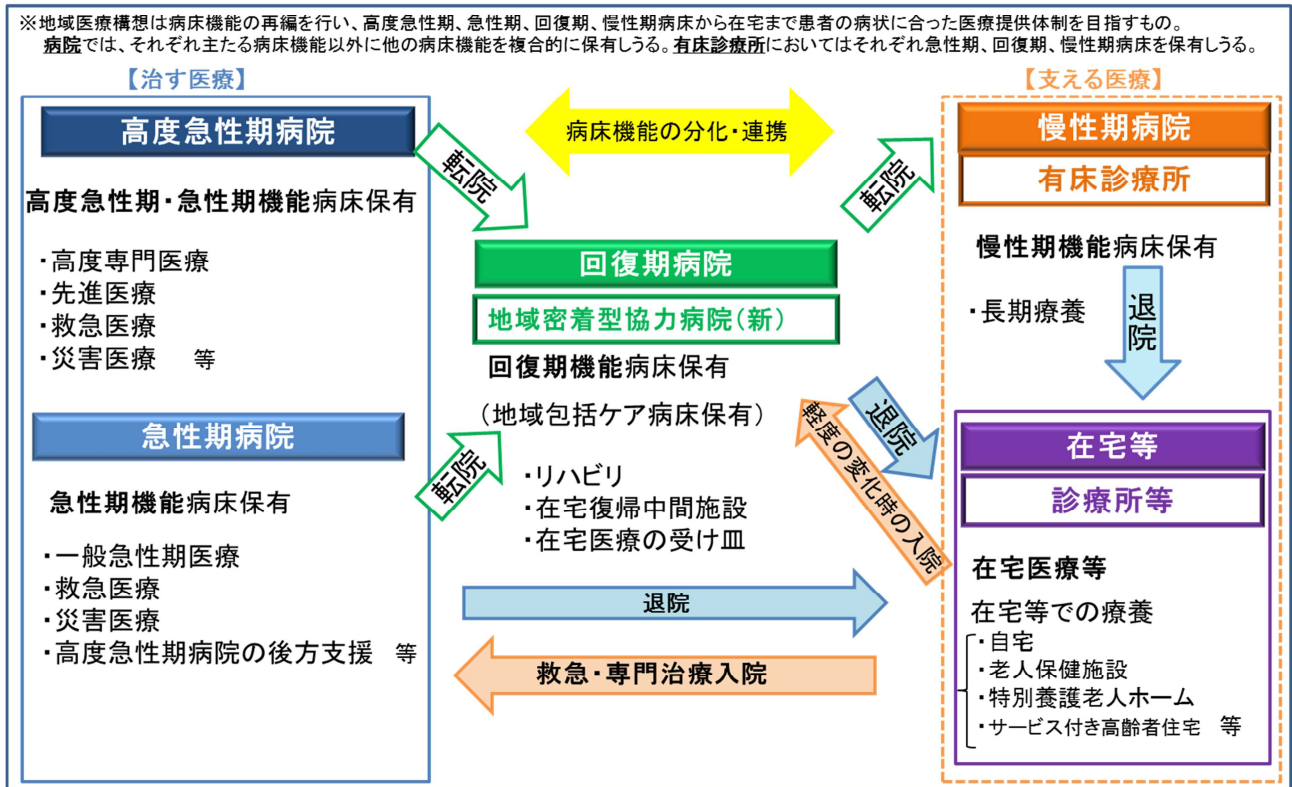 ※地域医療構想は病床機能の再編を行い、高度急性期、急性期、回復期、慢性期病床から在宅まで患者の病状に合った医療提供体制を目指すもの。
病院では、それぞれ主たる病床機能以外に他の病床機能を複合的に保有しうる。有床診療所においてはそれぞれ急性期、回復期、慢性期病床を保有しうる。
【治す医療】
高度急性期病院
高度急性期・急性期機能病床保有
・高度専門医療
・先進医療
・救急医療
・災害医療 等
急性期病院
急性期機能病床保有
・一般急性期医療
・救急医療
・災害医療
・高度急性期病院の後方支援 等
転院
転院
病床機能の分化・連携
回復期病院
地域密着型協力病院(新)
回復期機能病床保有
(地域包括ケア病床保有)
・リハビリ
・在宅復帰中間施設
・在宅医療の受け皿
転院
退院
軽度の変化時の入院
退院
救急・専門治療入院
【支える医療】
慢性期病院
有床診療所
慢性期機能病床保有
・長期療養
退院
在宅等
診療所等
在宅医療等
在宅等での療養
・自宅
・老人保健施設
・特別養護老人ホーム
・サービス付き高齢者住宅 等